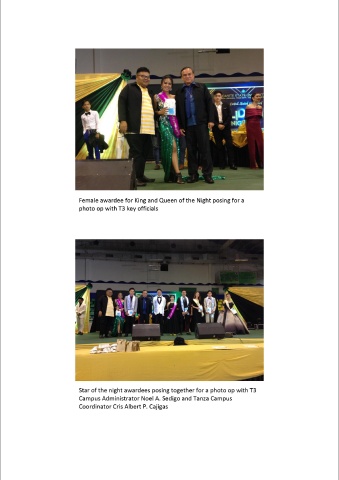 Female awardee for King and Queen of the Night posing for a
photo op with T3 key officials
Star of the night awardees posing together for a photo op with T3
Campus Administrator Noel A. Sedigo and Tanza Campus
Coordinator Cris Albert P. Cajigas